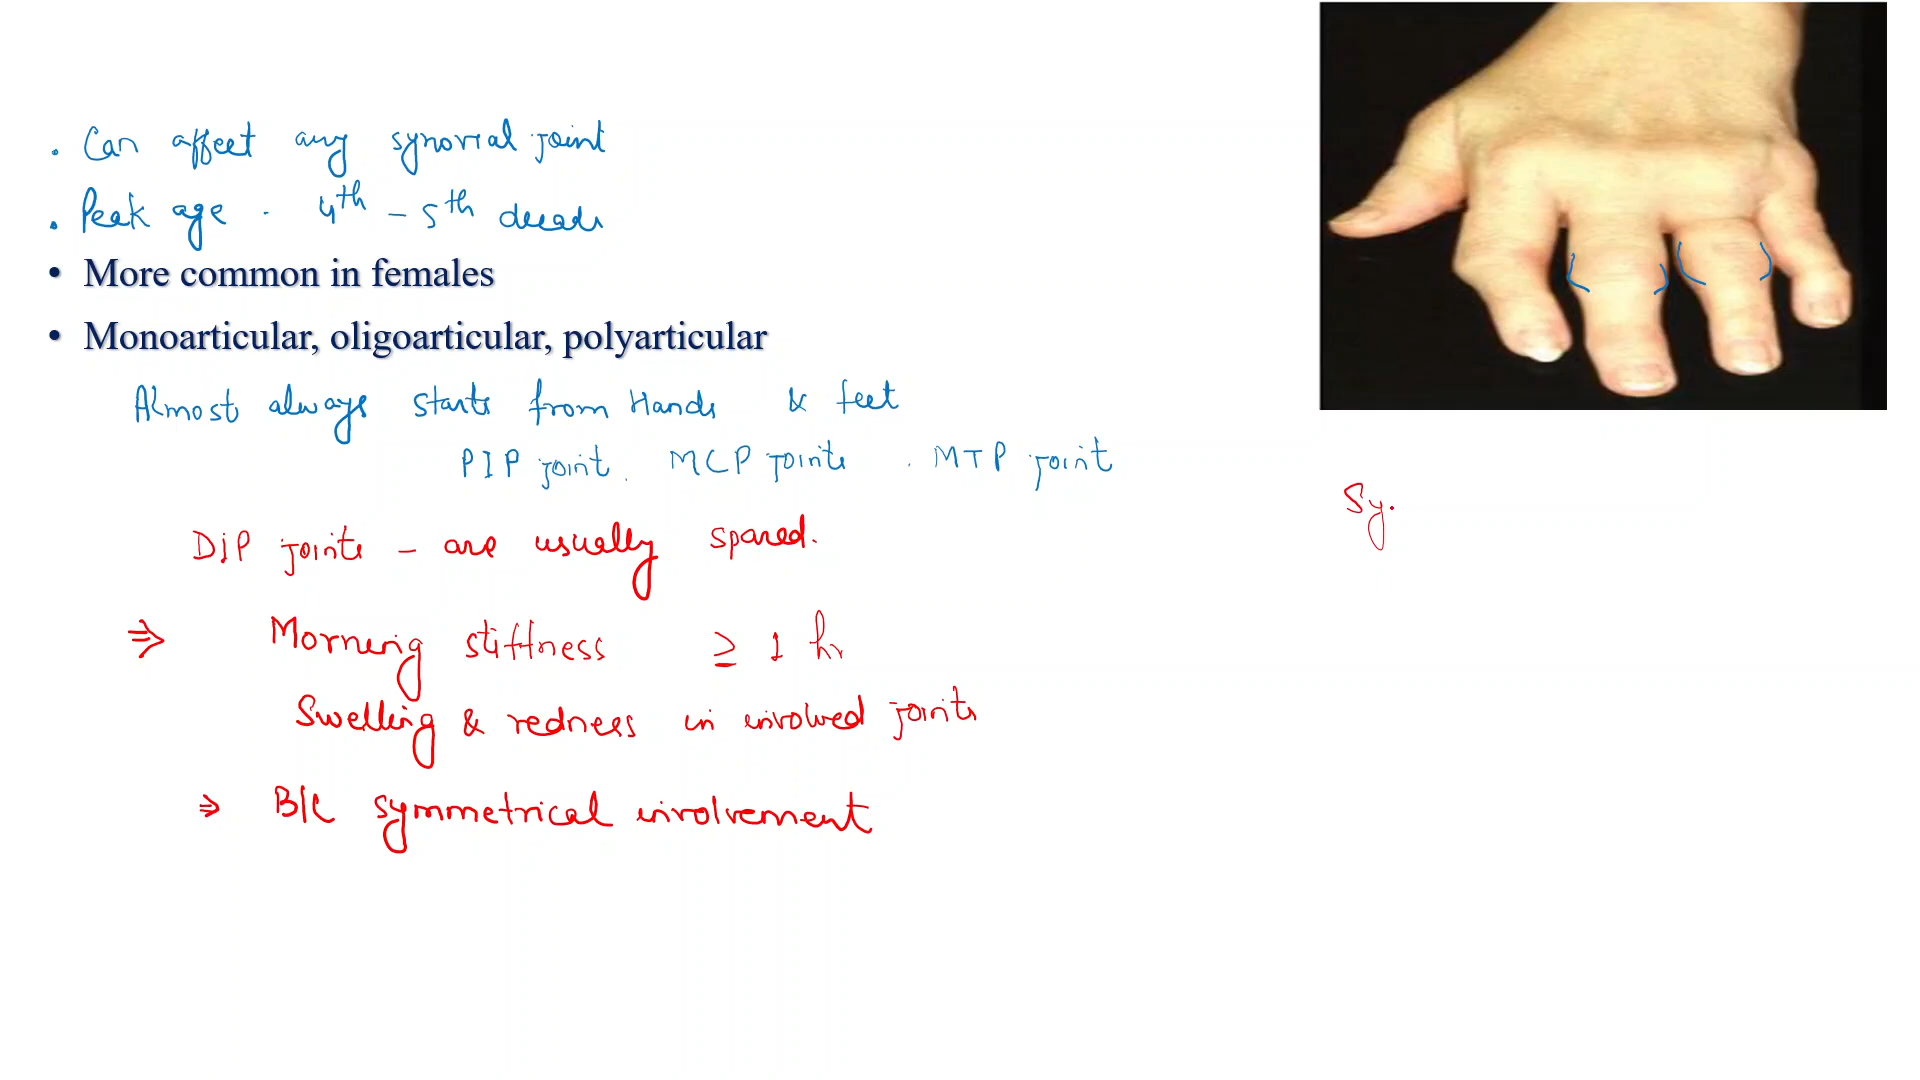 . Can affect any synovial joint
. Peak age - 4th - 5th decade
• More common in females
• Monoarticular, oligoarticular, polyarticular
Almost always starts from Hands & feet
PIP joint. MCP joints . MTP joint
Sy.
DIP joints - are usually spared.
⇒ Morning stiffness ≥ 1 hr
Swelling & redness in involved joints
⇒ B/L symmetrical involvement